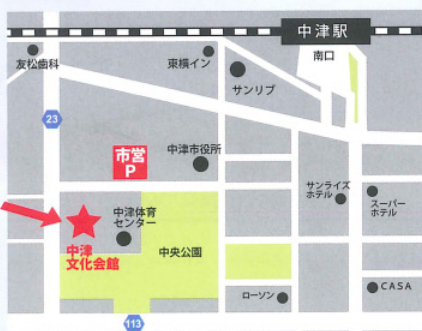 中津駅
南口
友松歯科
東横イン
サンリブ
23
市営
P
中津市役所
サンライズ
ホテル
スーパー
ホテル
中津体育
センター
中央公園
中津
文化会館
ローソン
CASA
113